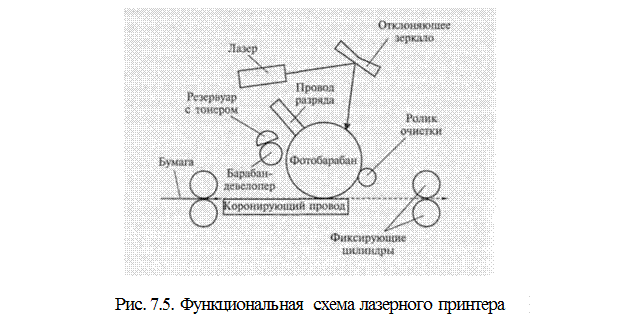 Отклоняющее
зеркало
Лазер
Провод
разряда
Резервуар
с тонером
Ролик
очистки
Фотобарабан
Бумага
Барабан-
девелопер
Коронирующий провод
Фиксирующие
цилиндры
Рис. 7.5. Функциональная схема лазерного принтера